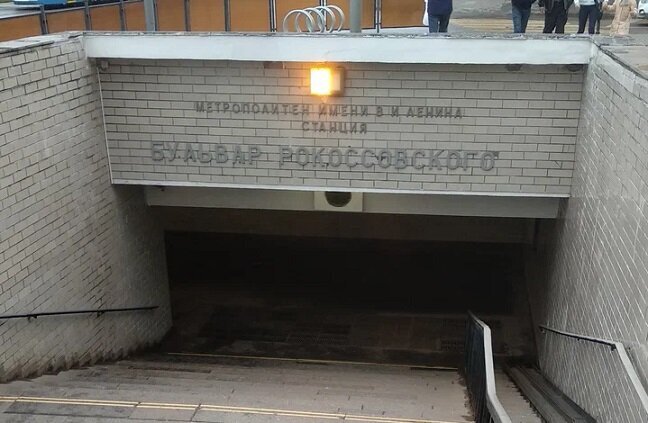 МЕТРОПОЛИТЕН ИМЕНИ В И ЛЕНИНА
СТАНЦИЯ
БУЛЬВАР РОКОССОВСКОГО